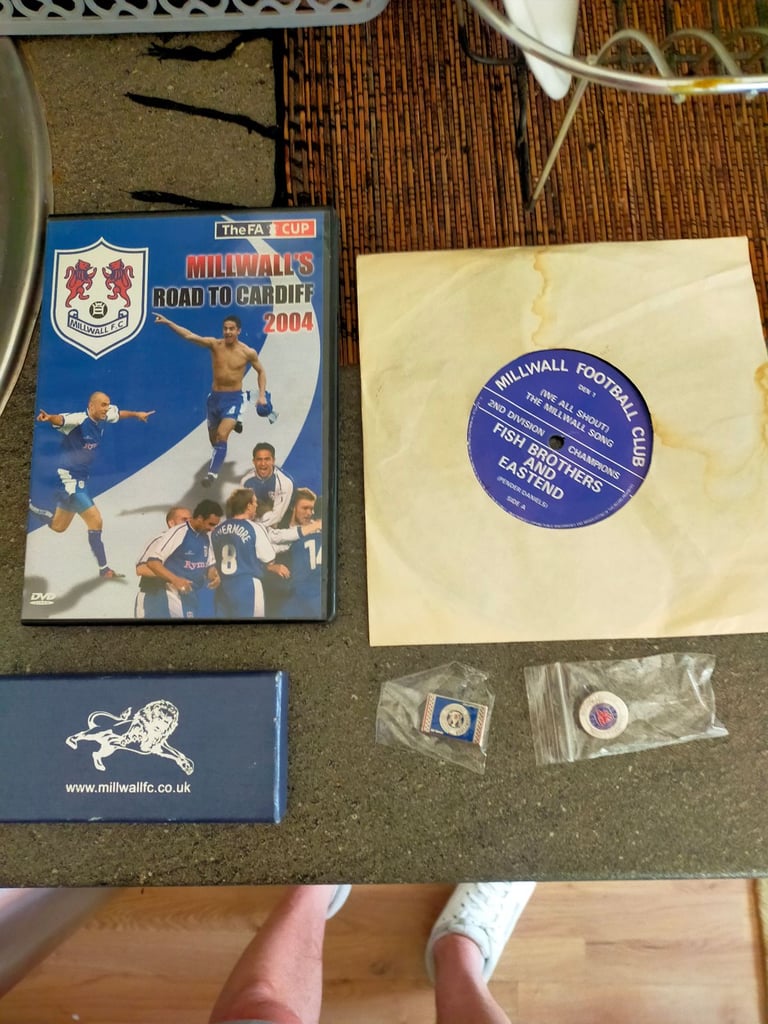 The FA CUP
MILLWALL'S
ROAD TO CARDIFF
2004
MILLWALL F.C
8
14
DVD
MILLWALL FOOTBALL CLUB
DEN 1
(WE ALL SHOUT)
THE MILLWALL SONG
2ND DIVISION CHAMPIONS
FISH BROTHERS
AND
EASTEND
(PENDER/DANIELS)
SIDE A
www.millwallfc.co.uk